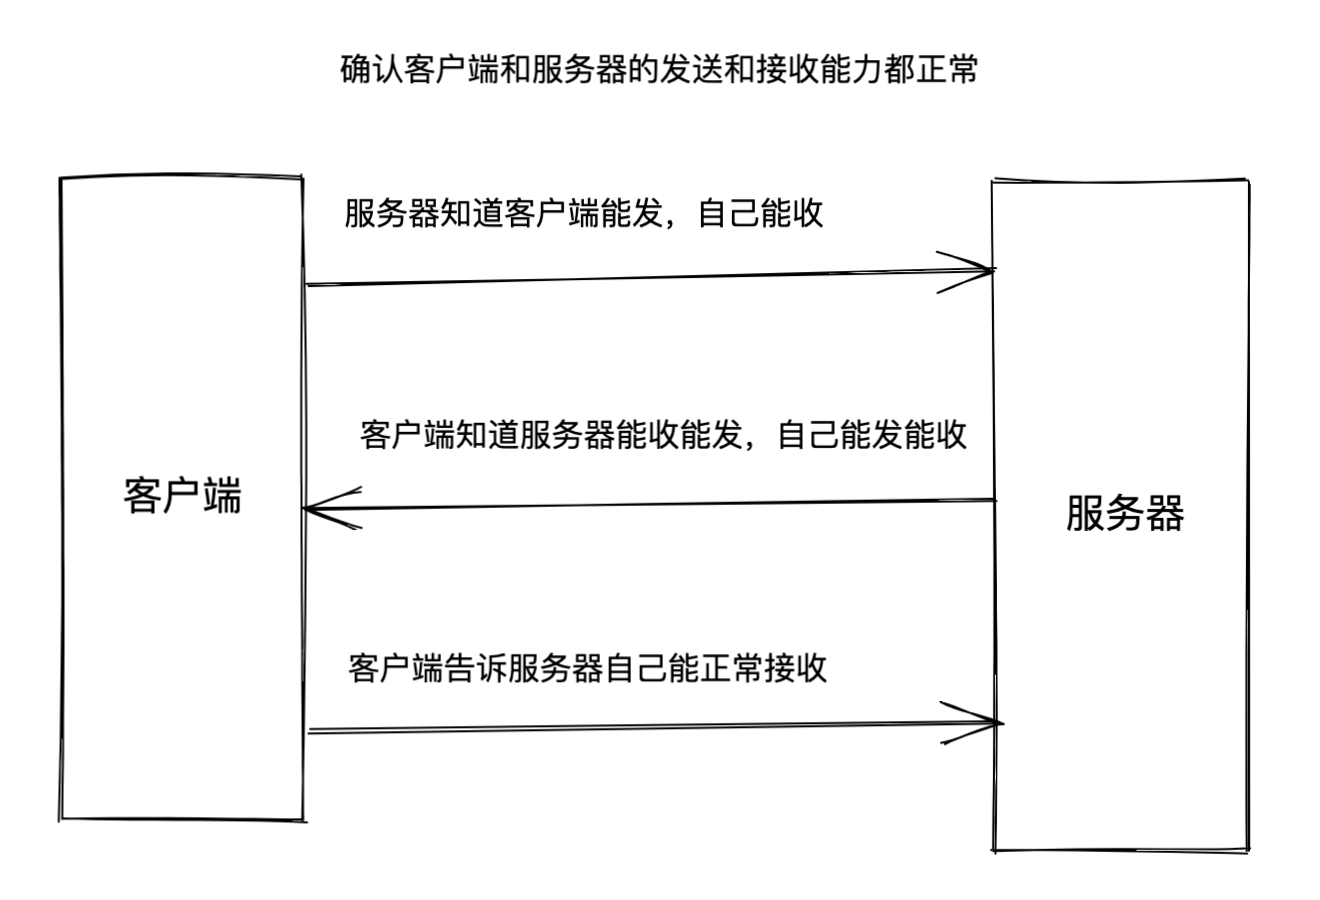 确认客户端和服务器的发送和接收能力都正常
服务器知道客户端能发，自己能收
客户端知道服务器能收能发，自己能发能收
客户端
服务器
客户端告诉服务器自己能正常接收